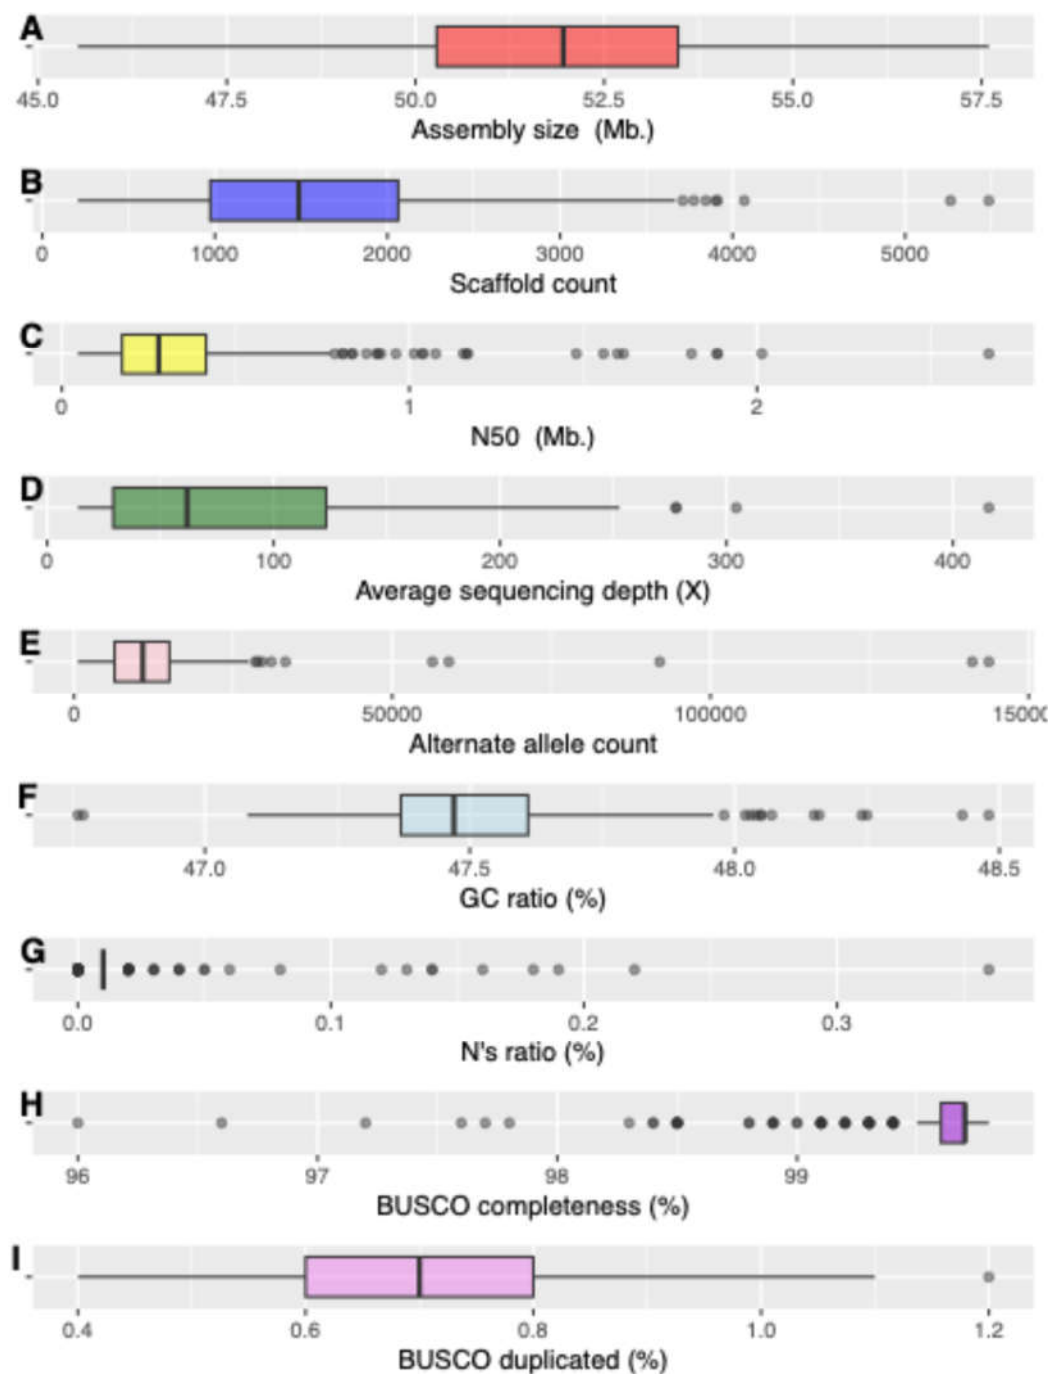 A
45.0 47.5 50.0 52.5 55.0 57.5
Assembly size (Mb.)
B
0 1000 2000 3000 4000 5000
Scaffold count
C
0 1 2
N50 (Mb.)
D
0 100 200 300 400
Average sequencing depth (X)
E
0 50000 100000 15000
Alternate allele count
F
47.0 47.5 48.0 48.5
GC ratio (%)
G
0.0 0.1 0.2 0.3
N's ratio (%)
H
96 97 98 99
BUSCO completeness (%)
I
0.4 0.6 0.8 1.0 1.2
BUSCO duplicated (%)